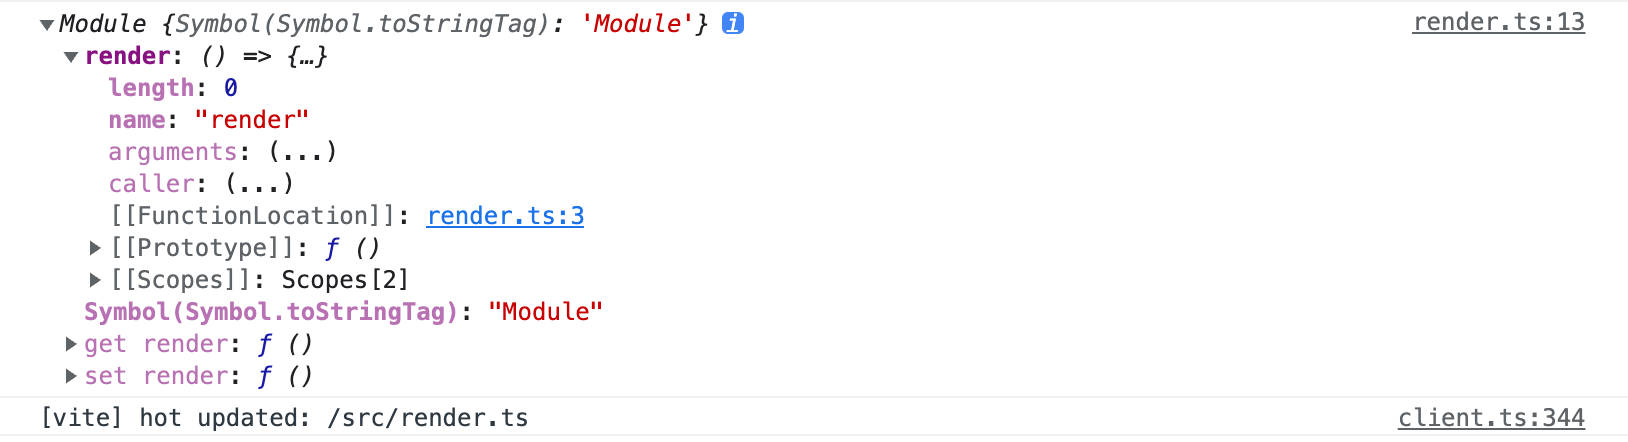 Module {Symbol(Symbol.toStringTag): 'Module'} i render.ts:13
render: () => {…}
length: 0
name: "render"
arguments: (...)
caller: (...)
[[FunctionLocation]]: render.ts:3
[[Prototype]]: ƒ ()
[[Scopes]]: Scopes[2]
Symbol(Symbol.toStringTag): "Module"
get render: ƒ ()
set render: ƒ ()
[vite] hot updated: /src/render.ts client.ts:344